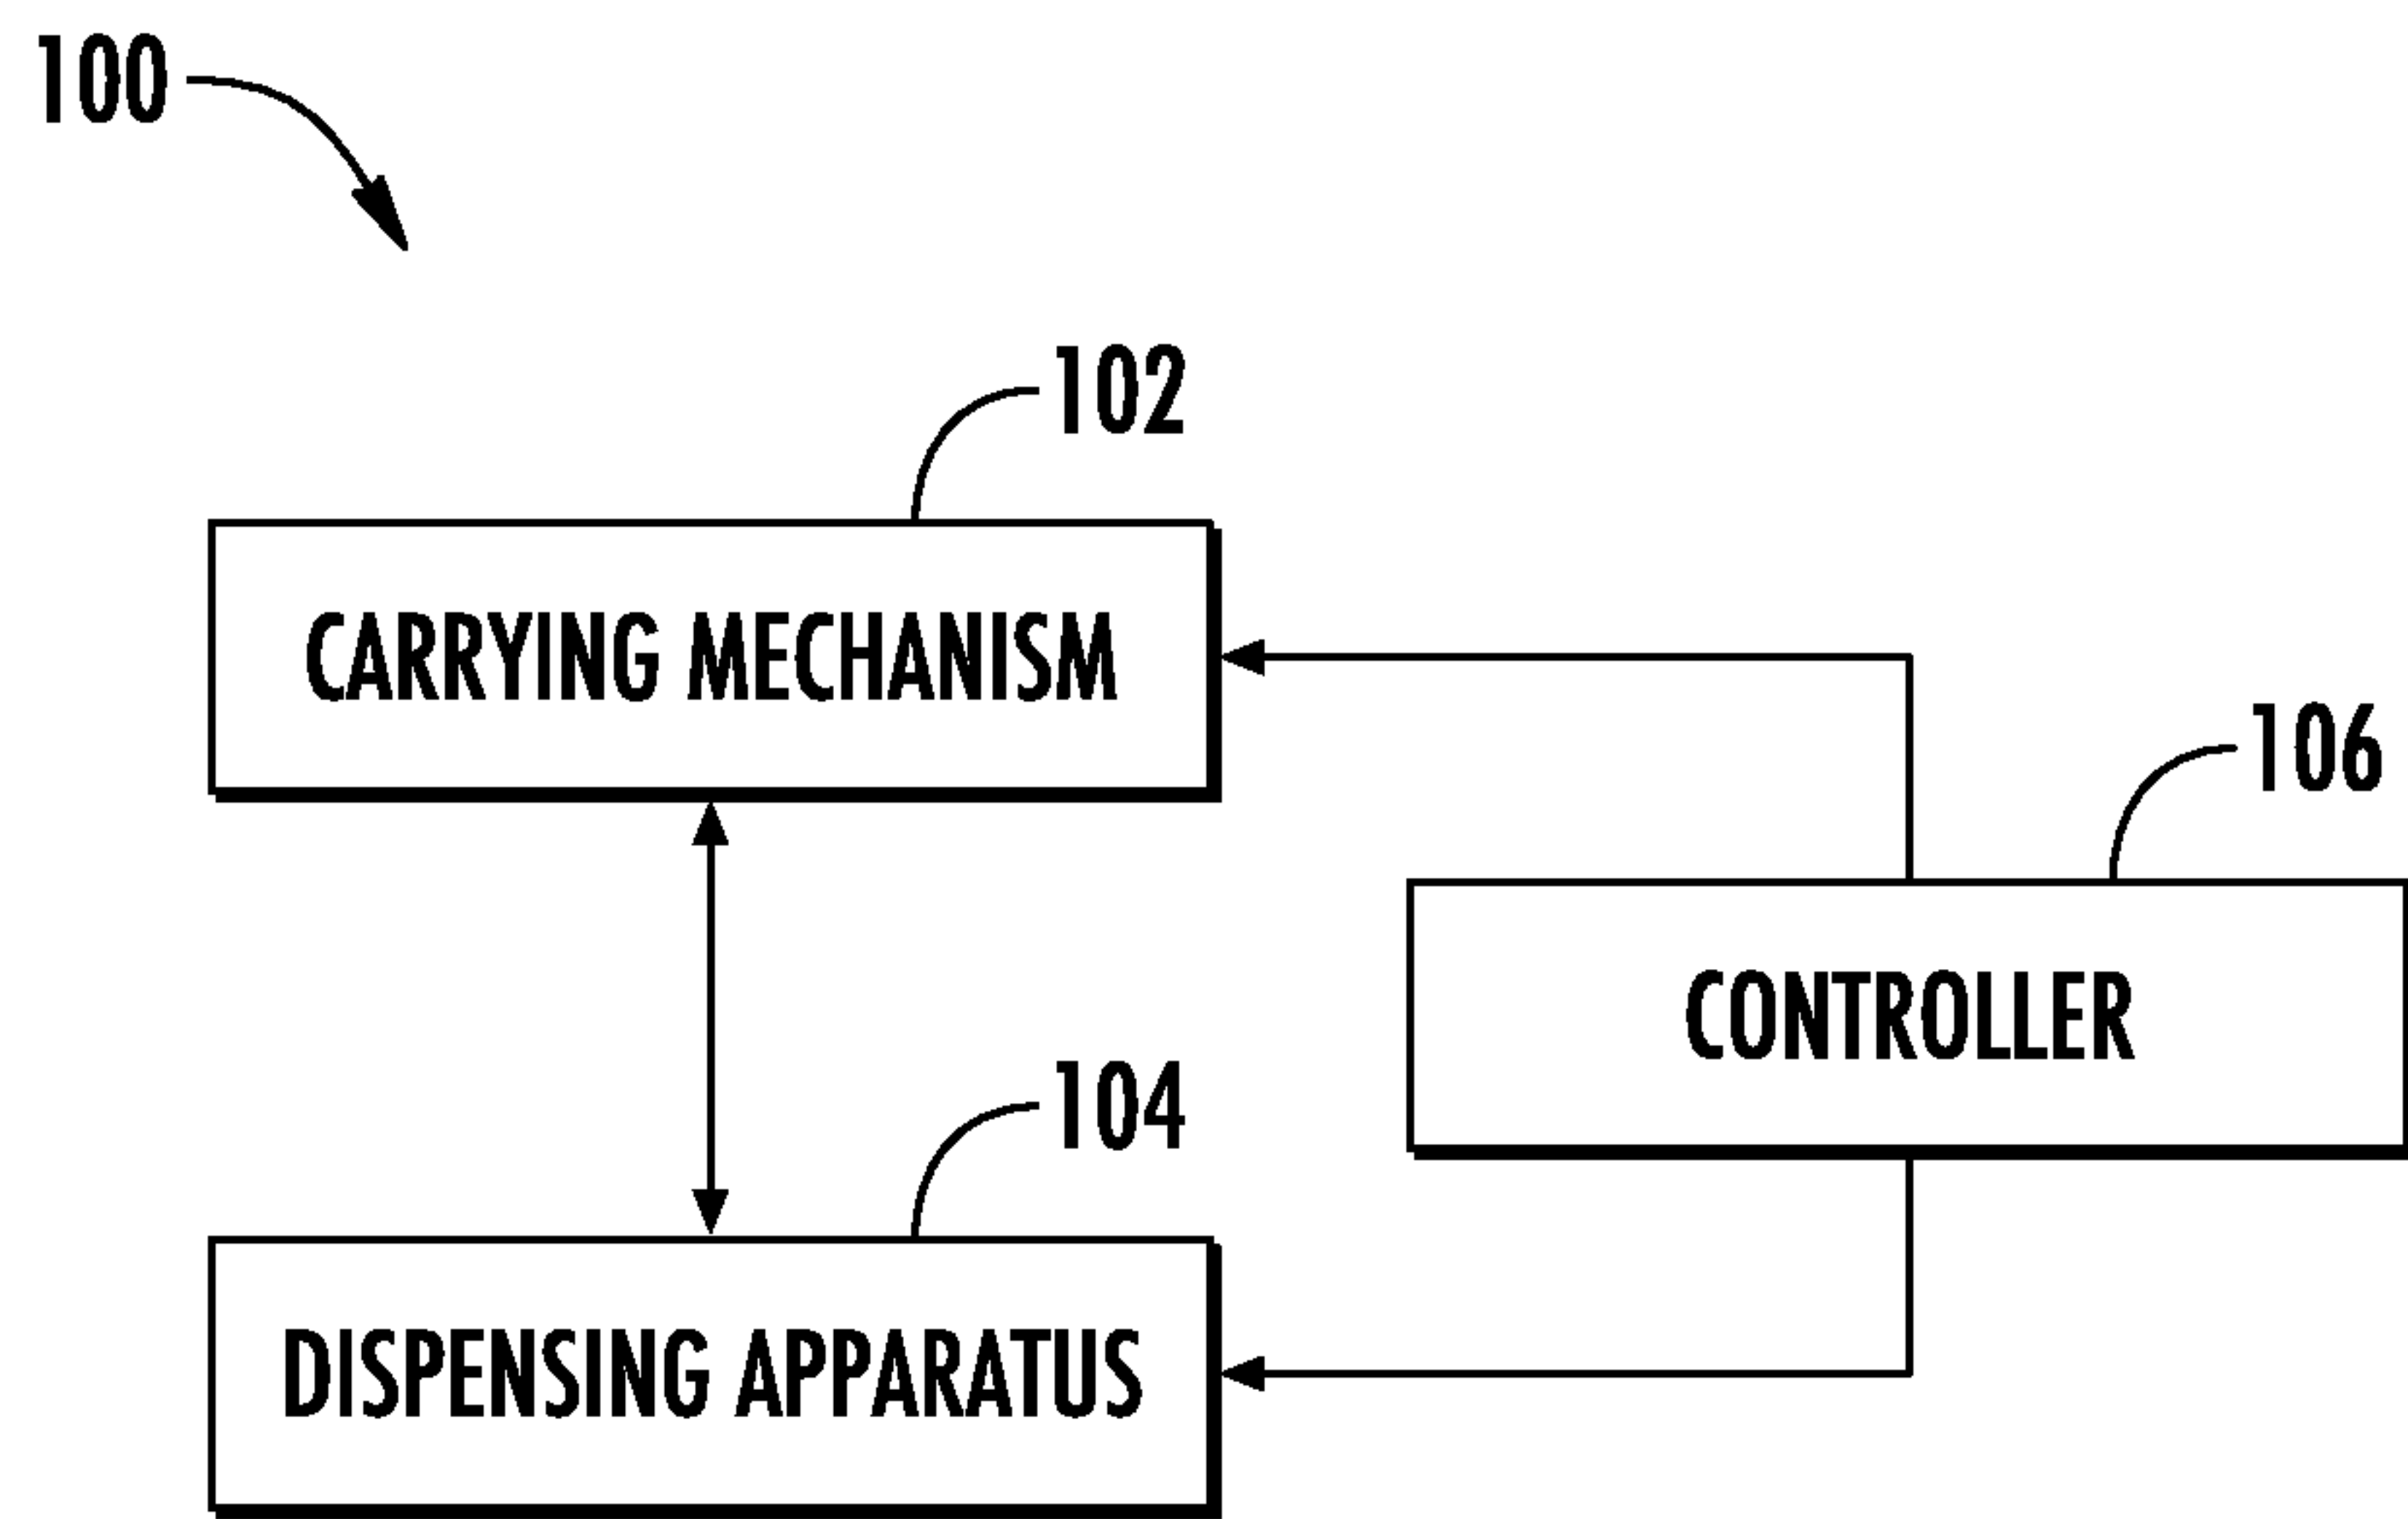 100
102
CARRYING MECHANISM
106
CONTROLLER
104
DISPENSING APPARATUS